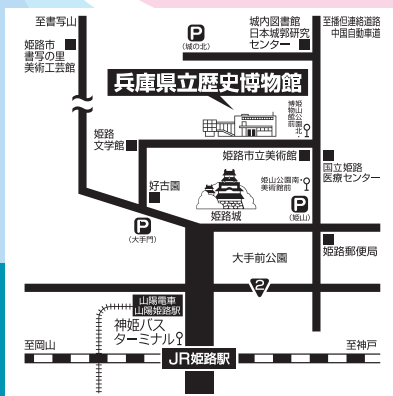 至書写山
城内図書館
日本城郭研究
センター
至播但連絡道路
中国自動車道
P
(城の北)
姫路市
書写の里
美術工芸館
兵庫県立歴史博物館
姫山公園北・
博物館前
姫路
文学館
姫路市立美術館
国立姫路
医療センター
姫山公園南・
美術館前
好古園
姫路城
P
(姫山)
P
(大手門)
姫路郵便局
大手前公園
2
山陽電車
山陽姫路駅
神姫バス
ターミナル
至岡山
JR姫路駅
至神戸